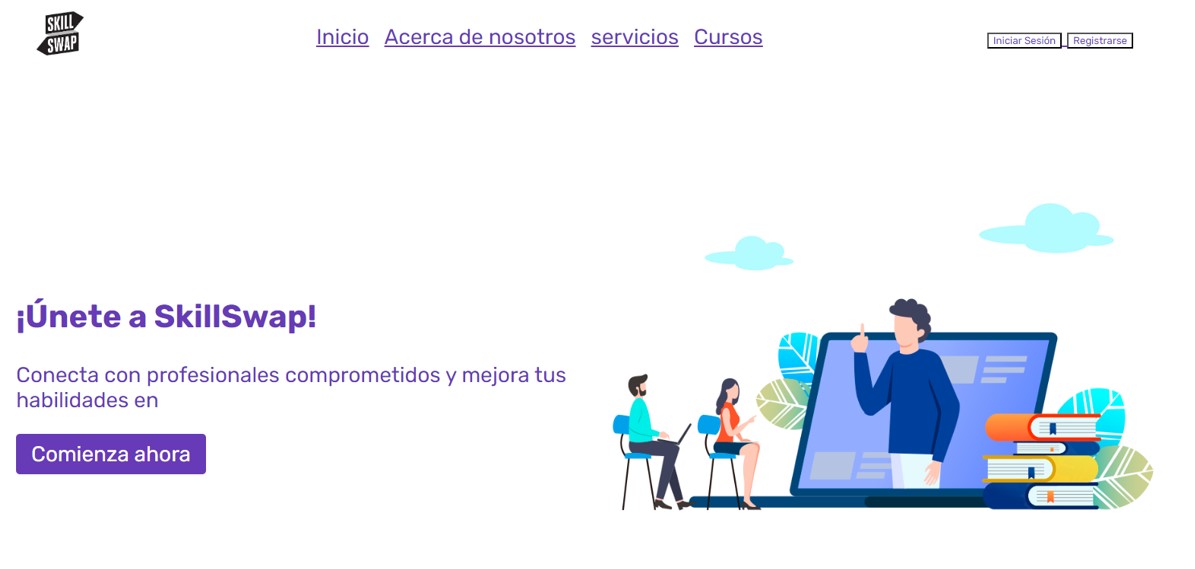 SKILL
SWAP
Inicio Acerca de nosotros servicios Cursos
Iniciar Sesión Registrarse
¡Únete a SkillSwap!
Conecta con profesionales comprometidos y mejora tus
habilidades en
Comienza ahora